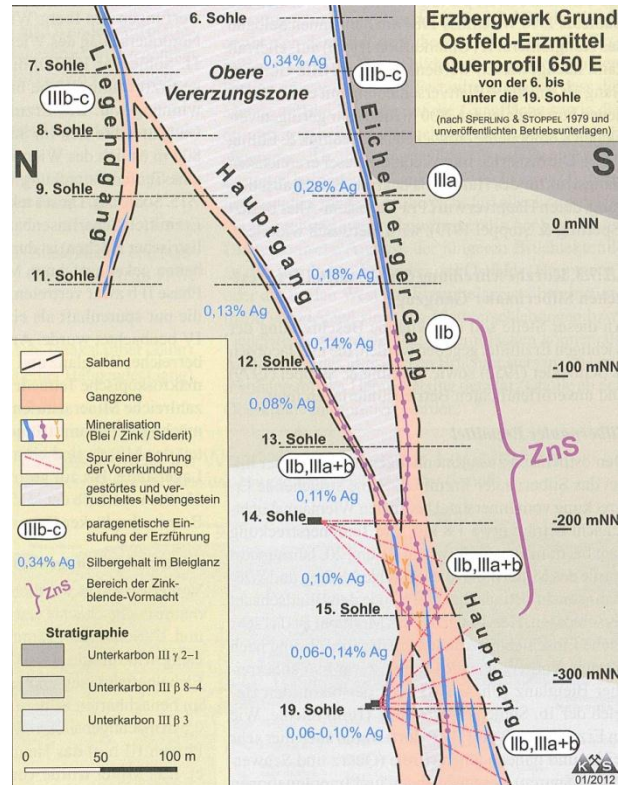 Erzbergwerk Grund
Ostfeld-Erzmittel
Querprofil 650 E
von der 6. bis
unter die 19. Sohle
(nach SPERLING & STOPPEL 1979 und
unveröffentlichten Betriebsunterlagen)
6. Sohle
0,34% Ag
7. Sohle
Obere
Vererzungszone
IIIb-c
IIIb-c
Liegendgang
8. Sohle
N
S
Eichelberger Gang
Hauptgang
9. Sohle
0,28% Ag
IIIa
0 mNN
11. Sohle
0,18% Ag
0,13% Ag
IIb
0,14% Ag
12. Sohle
-100 mNN
0,08% Ag
13. Sohle
ZnS
IIb,IIIa+b
0,11% Ag
14. Sohle
-200 mNN
IIb,IIIa+b
0,10% Ag
15. Sohle
Hauptgang
0,06-0,14% Ag
-300 mNN
19. Sohle
0,06-0,10% Ag
IIb,IIIa+b
Salband
Gangzone
Mineralisation
(Blei / Zink / Siderit)
Spur einer Bohrung
der Vorerkundung
gestörtes und ver-
ruscheltes Nebengestein
IIIb-c
paragenetische Ein-
stufung der Erzführung
0,34% Ag
Silbergehalt im Bleiglanz
ZnS
Bereich der Zink-
blende-Vormacht
Stratigraphie
Unterkarbon III γ 2–1
Unterkarbon III β 8-4
Unterkarbon III β 3
0 50 100 m
K S
01/2012